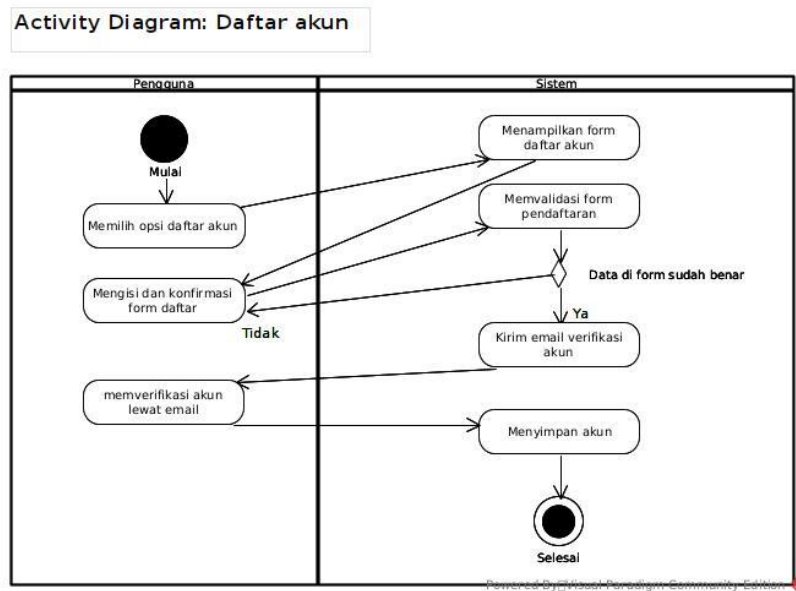 Activity Diagram: Daftar akun
Pengguna
Sistem
Mulai
Menampilkan form
daftar akun
Memilih opsi daftar akun
Memvalidasi form
pendaftaran
Mengisi dan konfirmasi
form daftar
Data di form sudah benar
Tidak
Ya
Kirim email verifikasi
akun
memverifikasi akun
lewat email
Menyimpan akun
Selesai
Powered By Visual Paradigm Community Edition